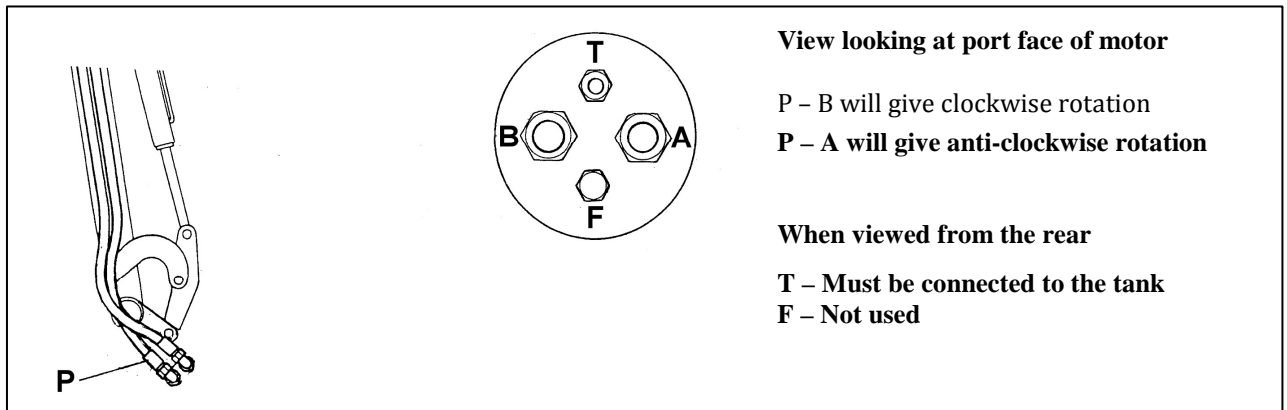 T
B
A
F
P
View looking at port face of motor
P – B will give clockwise rotation
P – A will give anti-clockwise rotation
When viewed from the rear
T – Must be connected to the tank
F – Not used